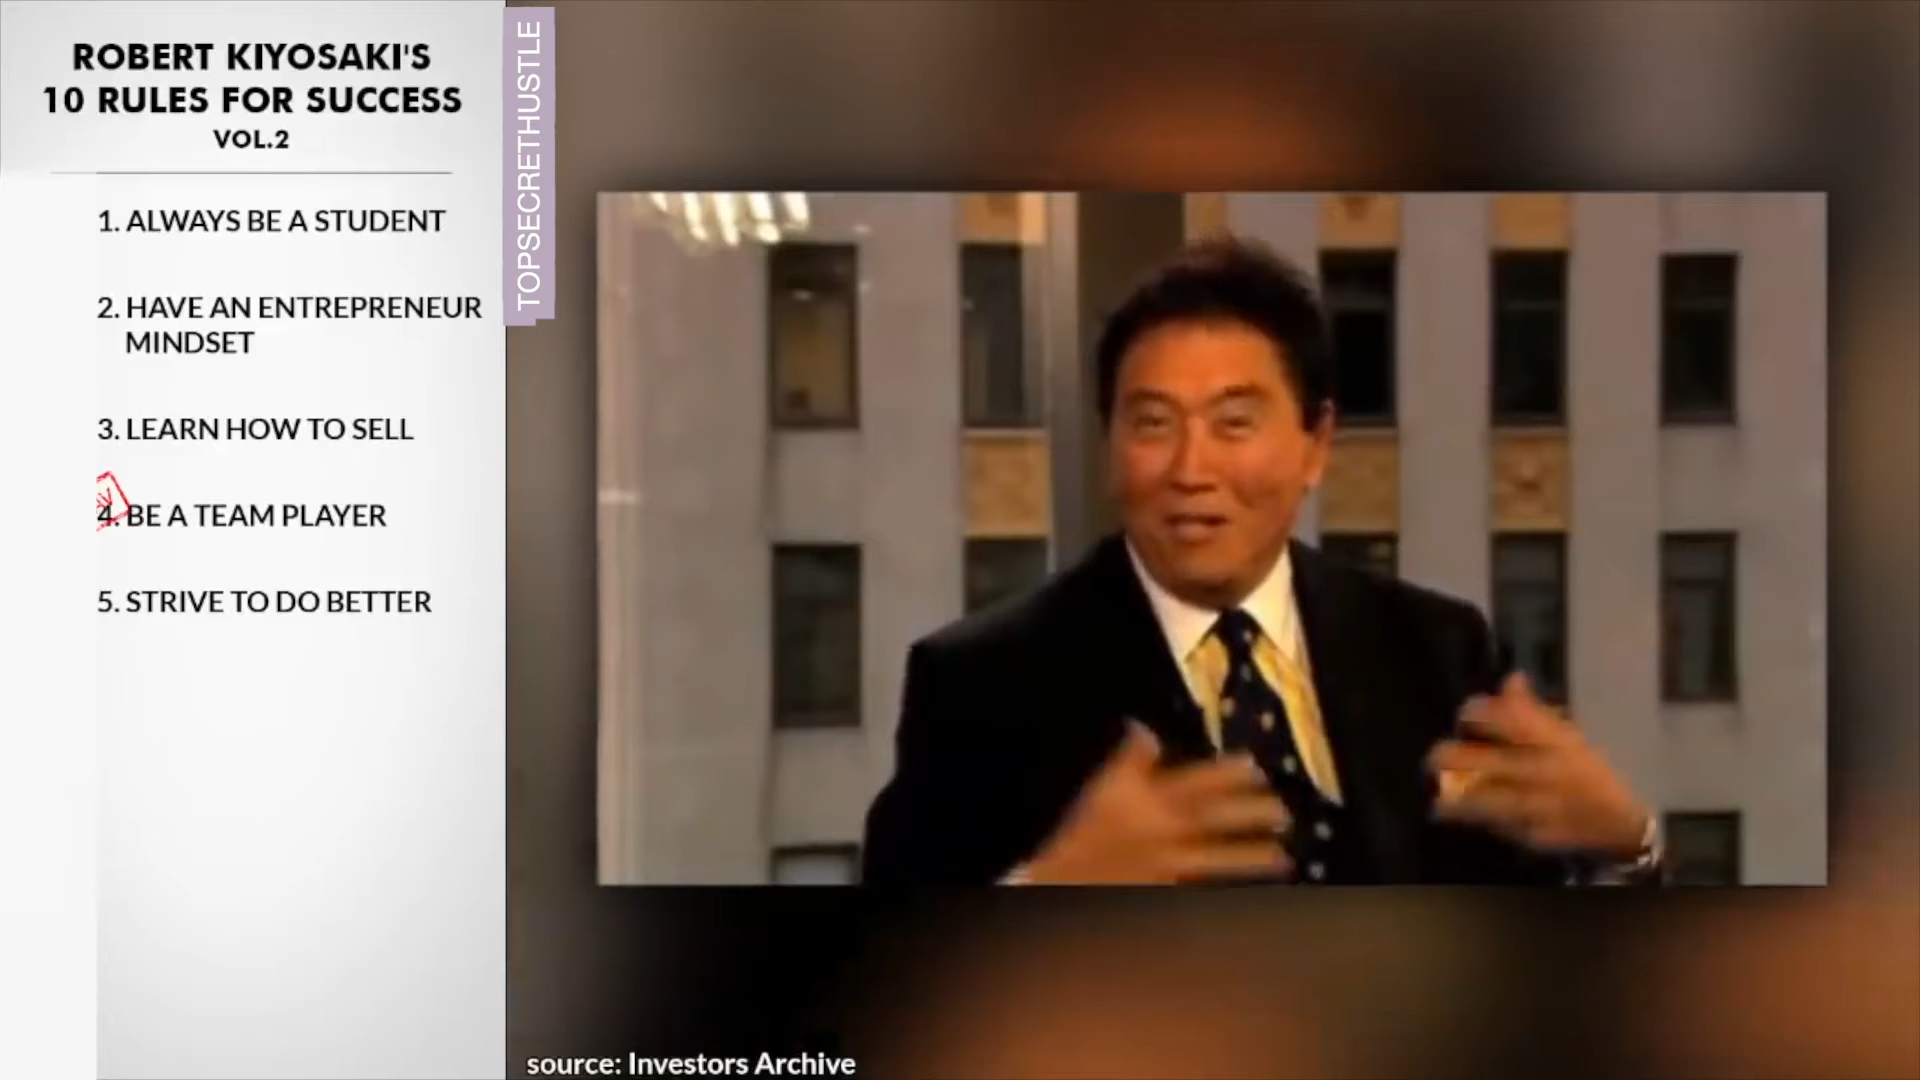 ROBERT KIYOSAKI'S
10 RULES FOR SUCCESS
VOL.2
1. ALWAYS BE A STUDENT
2. HAVE AN ENTREPRENEUR
MINDSET
3. LEARN HOW TO SELL
4. BE A TEAM PLAYER
5. STRIVE TO DO BETTER
TOPSECRETHUSTLE
source: Investors Archive